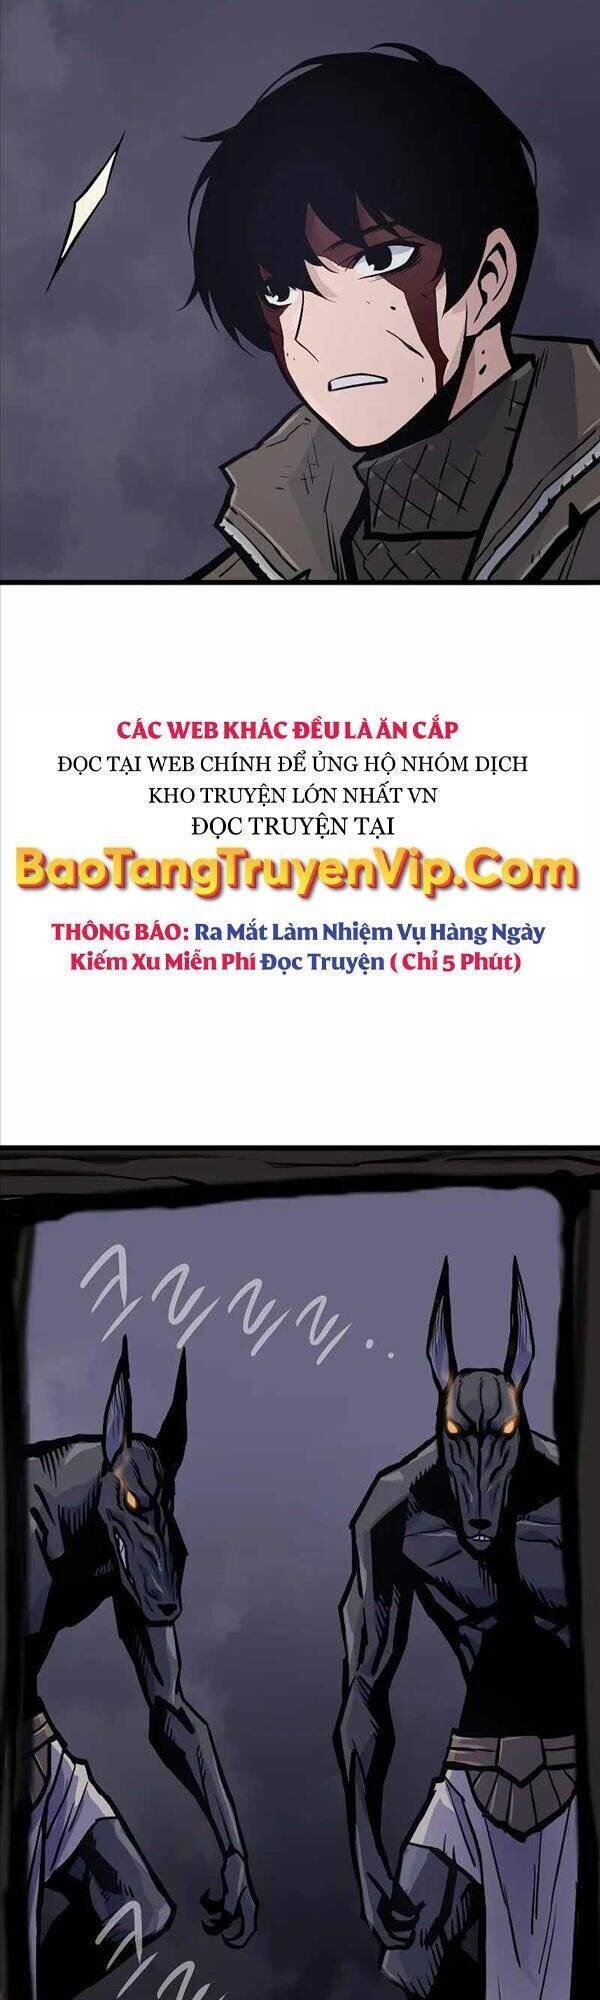 CÁC WEB KHÁC ĐỀU LÀ ĂN CẮP
ĐỌC TẠI WEB CHÍNH ĐỂ ỦNG HỘ NHÓM DỊCH
KHO TRUYỆN LỚN NHẤT VN
ĐỌC TRUYỆN TẠI
BaoTangTruyenVip.Com
THÔNG BÁO: Ra Mắt Làm Nhiệm Vụ Hàng Ngày
Kiếm Xu Miễn Phí Đọc Truyện ( Chỉ 5 Phút)
크르르르..
크르